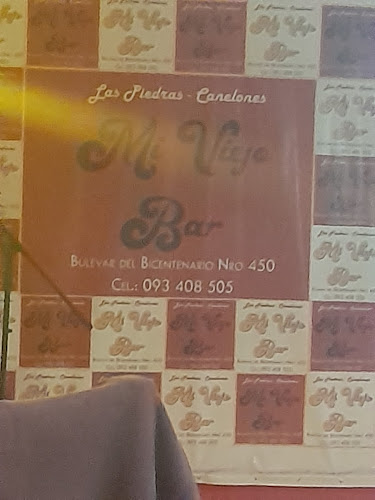 Las Piedras - Canelones
Mi Viejo
Bar
Bulevar del Bicentenario Nro 450
Cel.: 093 408 505